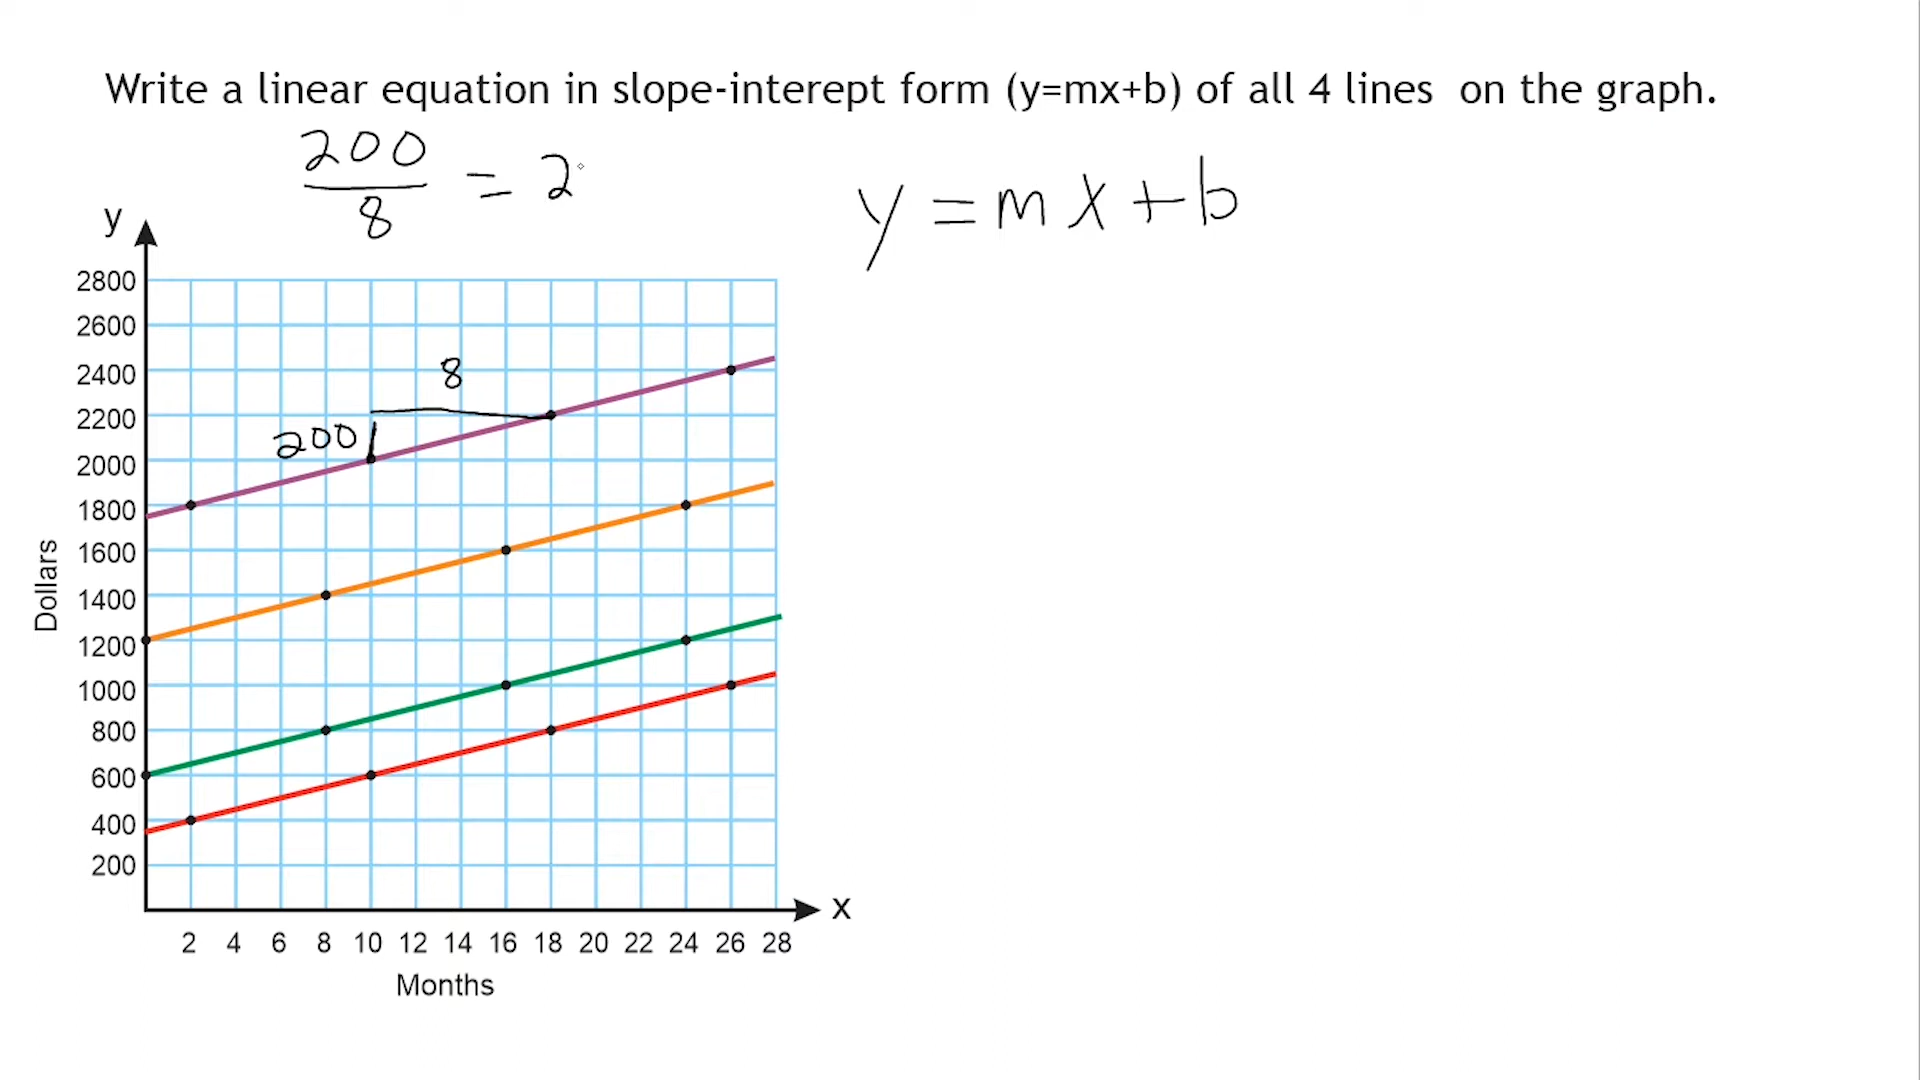 Write a linear equation in slope-interept form (y=mx+b) of all 4 lines on the graph.
200
8
= 2
y = mx + b
y
2800
2600
2400
2200
2000
1800
1600
1400
1200
1000
800
600
400
200
8
200
Dollars
x
2 4 6 8 10 12 14 16 18 20 22 24 26 28
Months